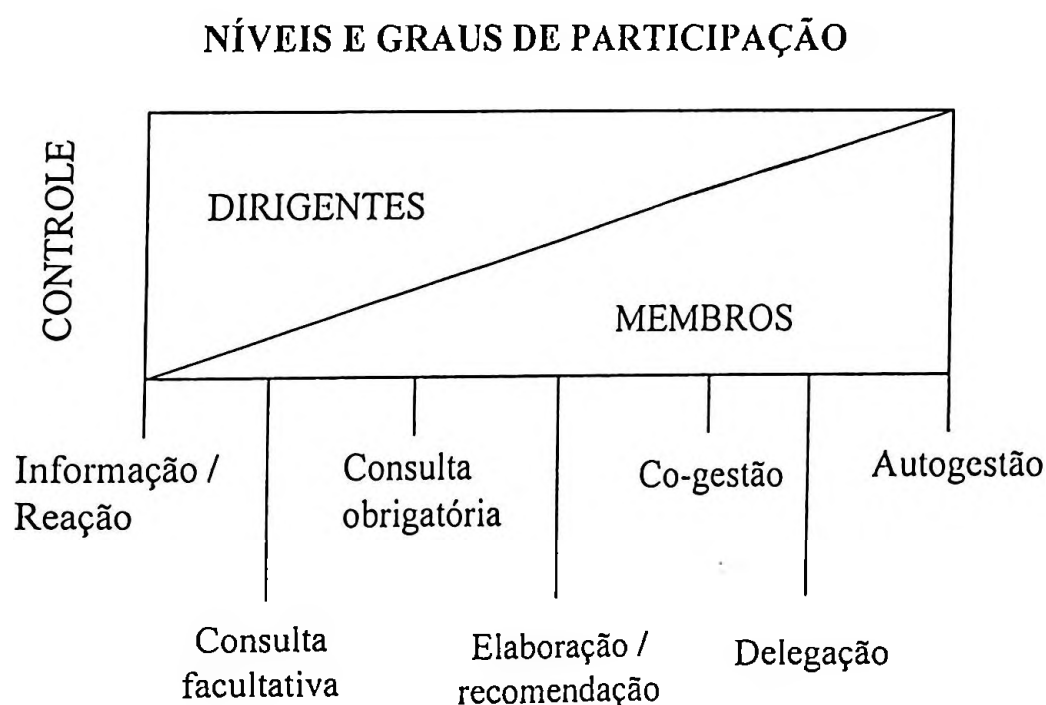 NÍVEIS E GRAUS DE PARTICIPAÇÃO
CONTROLE
DIRIGENTES
MEMBROS
Informação /
Reação
Consulta
facultativa
Consulta
obrigatória
Elaboração /
recomendação
Co-gestão
Delegação
Autogestão